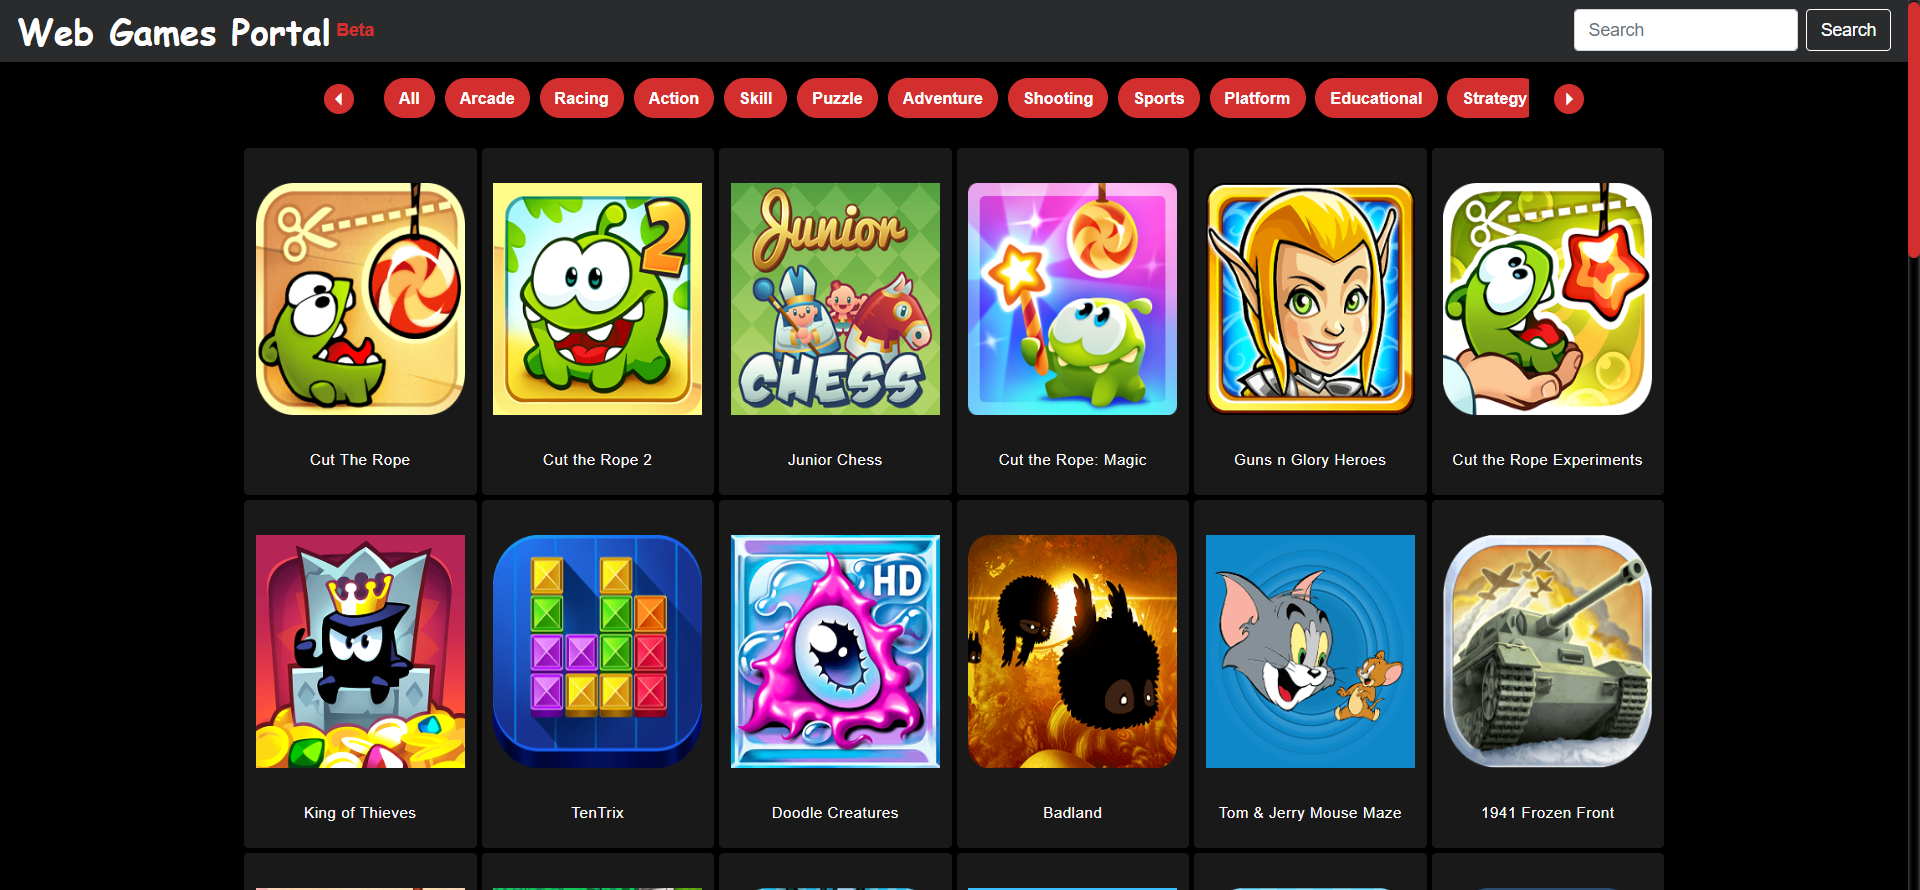 Web Games Portal Beta
Search Search
All Arcade Racing Action Skill Puzzle Adventure Shooting Sports Platform Educational Strategy
2
Junior
CHESS
Cut The Rope
Cut the Rope 2
Junior Chess
Cut the Rope: Magic
Guns n Glory Heroes
Cut the Rope Experiments
HD
King of Thieves
TenTrix
Doodle Creatures
Badland
Tom & Jerry Mouse Maze
1941 Frozen Front